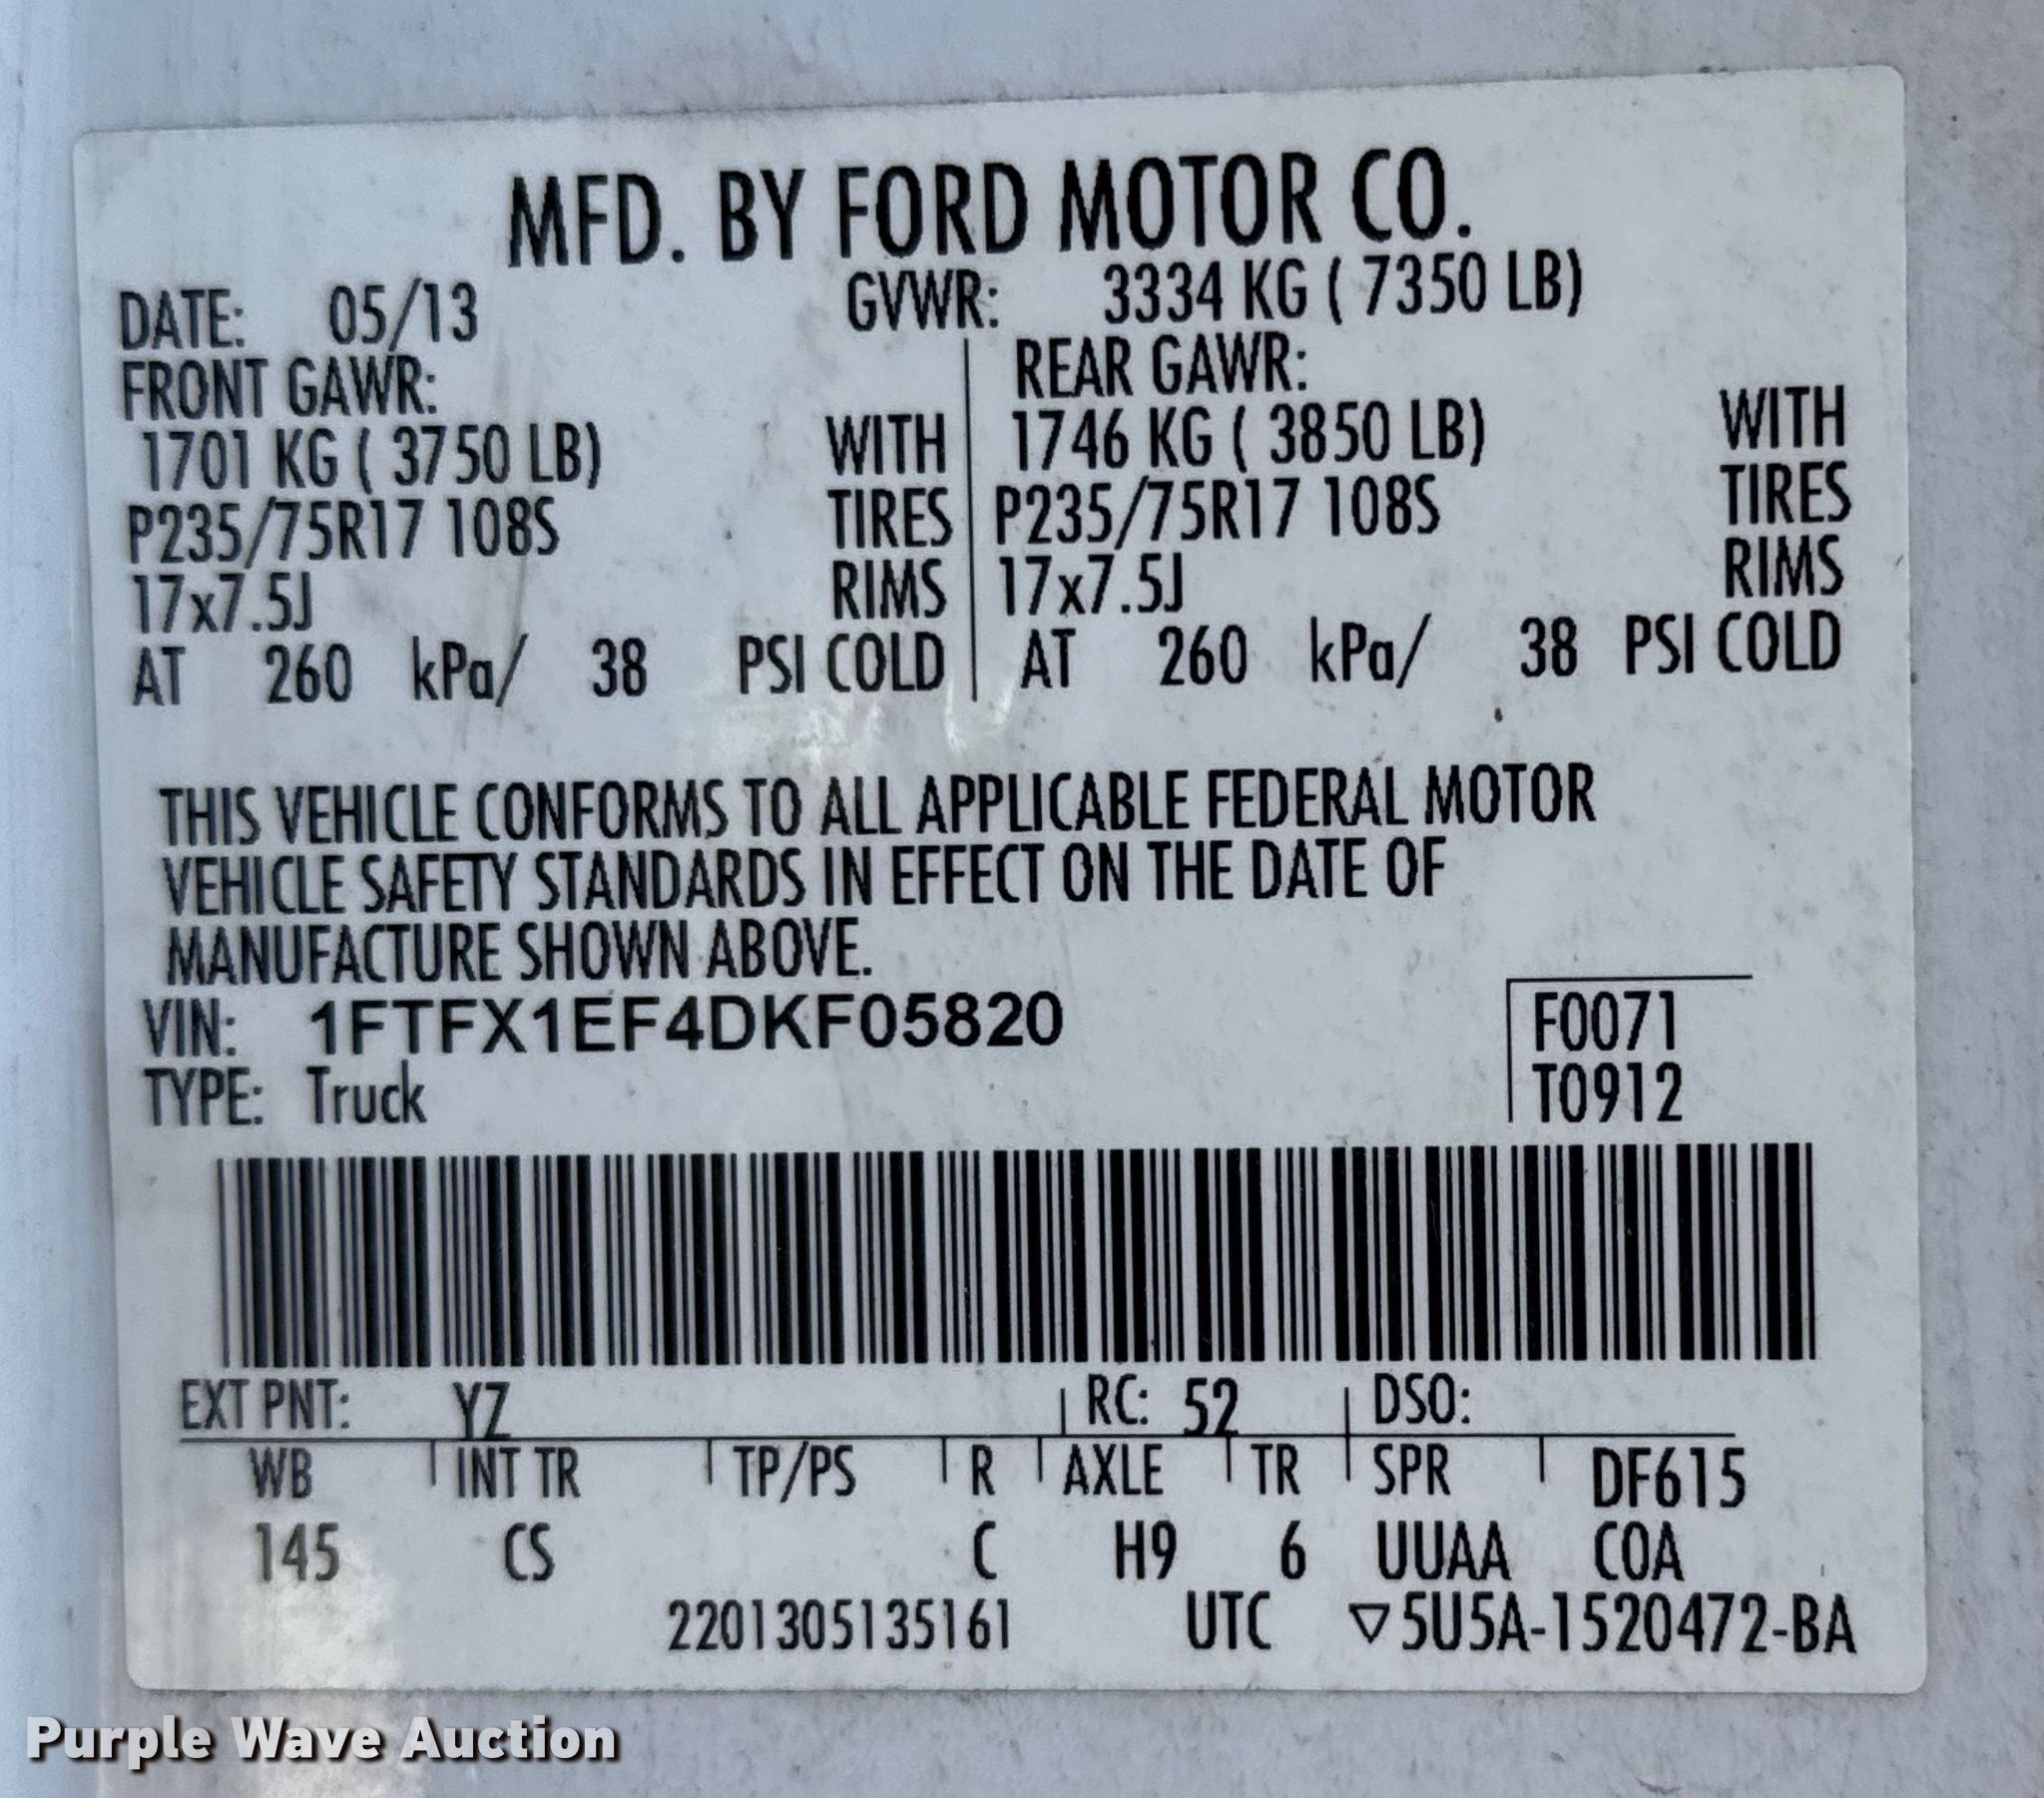 MFD. BY FORD MOTOR CO.
DATE: 05/13 GVWR: 3334 KG ( 7350 LB)
FRONT GAWR: REAR GAWR:
1701 KG ( 3750 LB) WITH 1746 KG ( 3850 LB) WITH
P235/75R17 108S TIRES P235/75R17 108S TIRES
17x7.5J RIMS 17x7.5J RIMS
AT 260 kPa/ 38 PSI COLD AT 260 kPa/ 38 PSI COLD
THIS VEHICLE CONFORMS TO ALL APPLICABLE FEDERAL MOTOR
VEHICLE SAFETY STANDARDS IN EFFECT ON THE DATE OF
MANUFACTURE SHOWN ABOVE.
VIN: 1FTFX1EF4DKF05820 F0071
TYPE: Truck T0912
EXT PNT: YZ RC: 52 DSO:
WB INT TR TP/PS R AXLE TR SPR DF615
145 CS C H9 6 UUAA COA
2201305135161 UTC ▽5U5A-1520472-BA
Purple Wave Auction